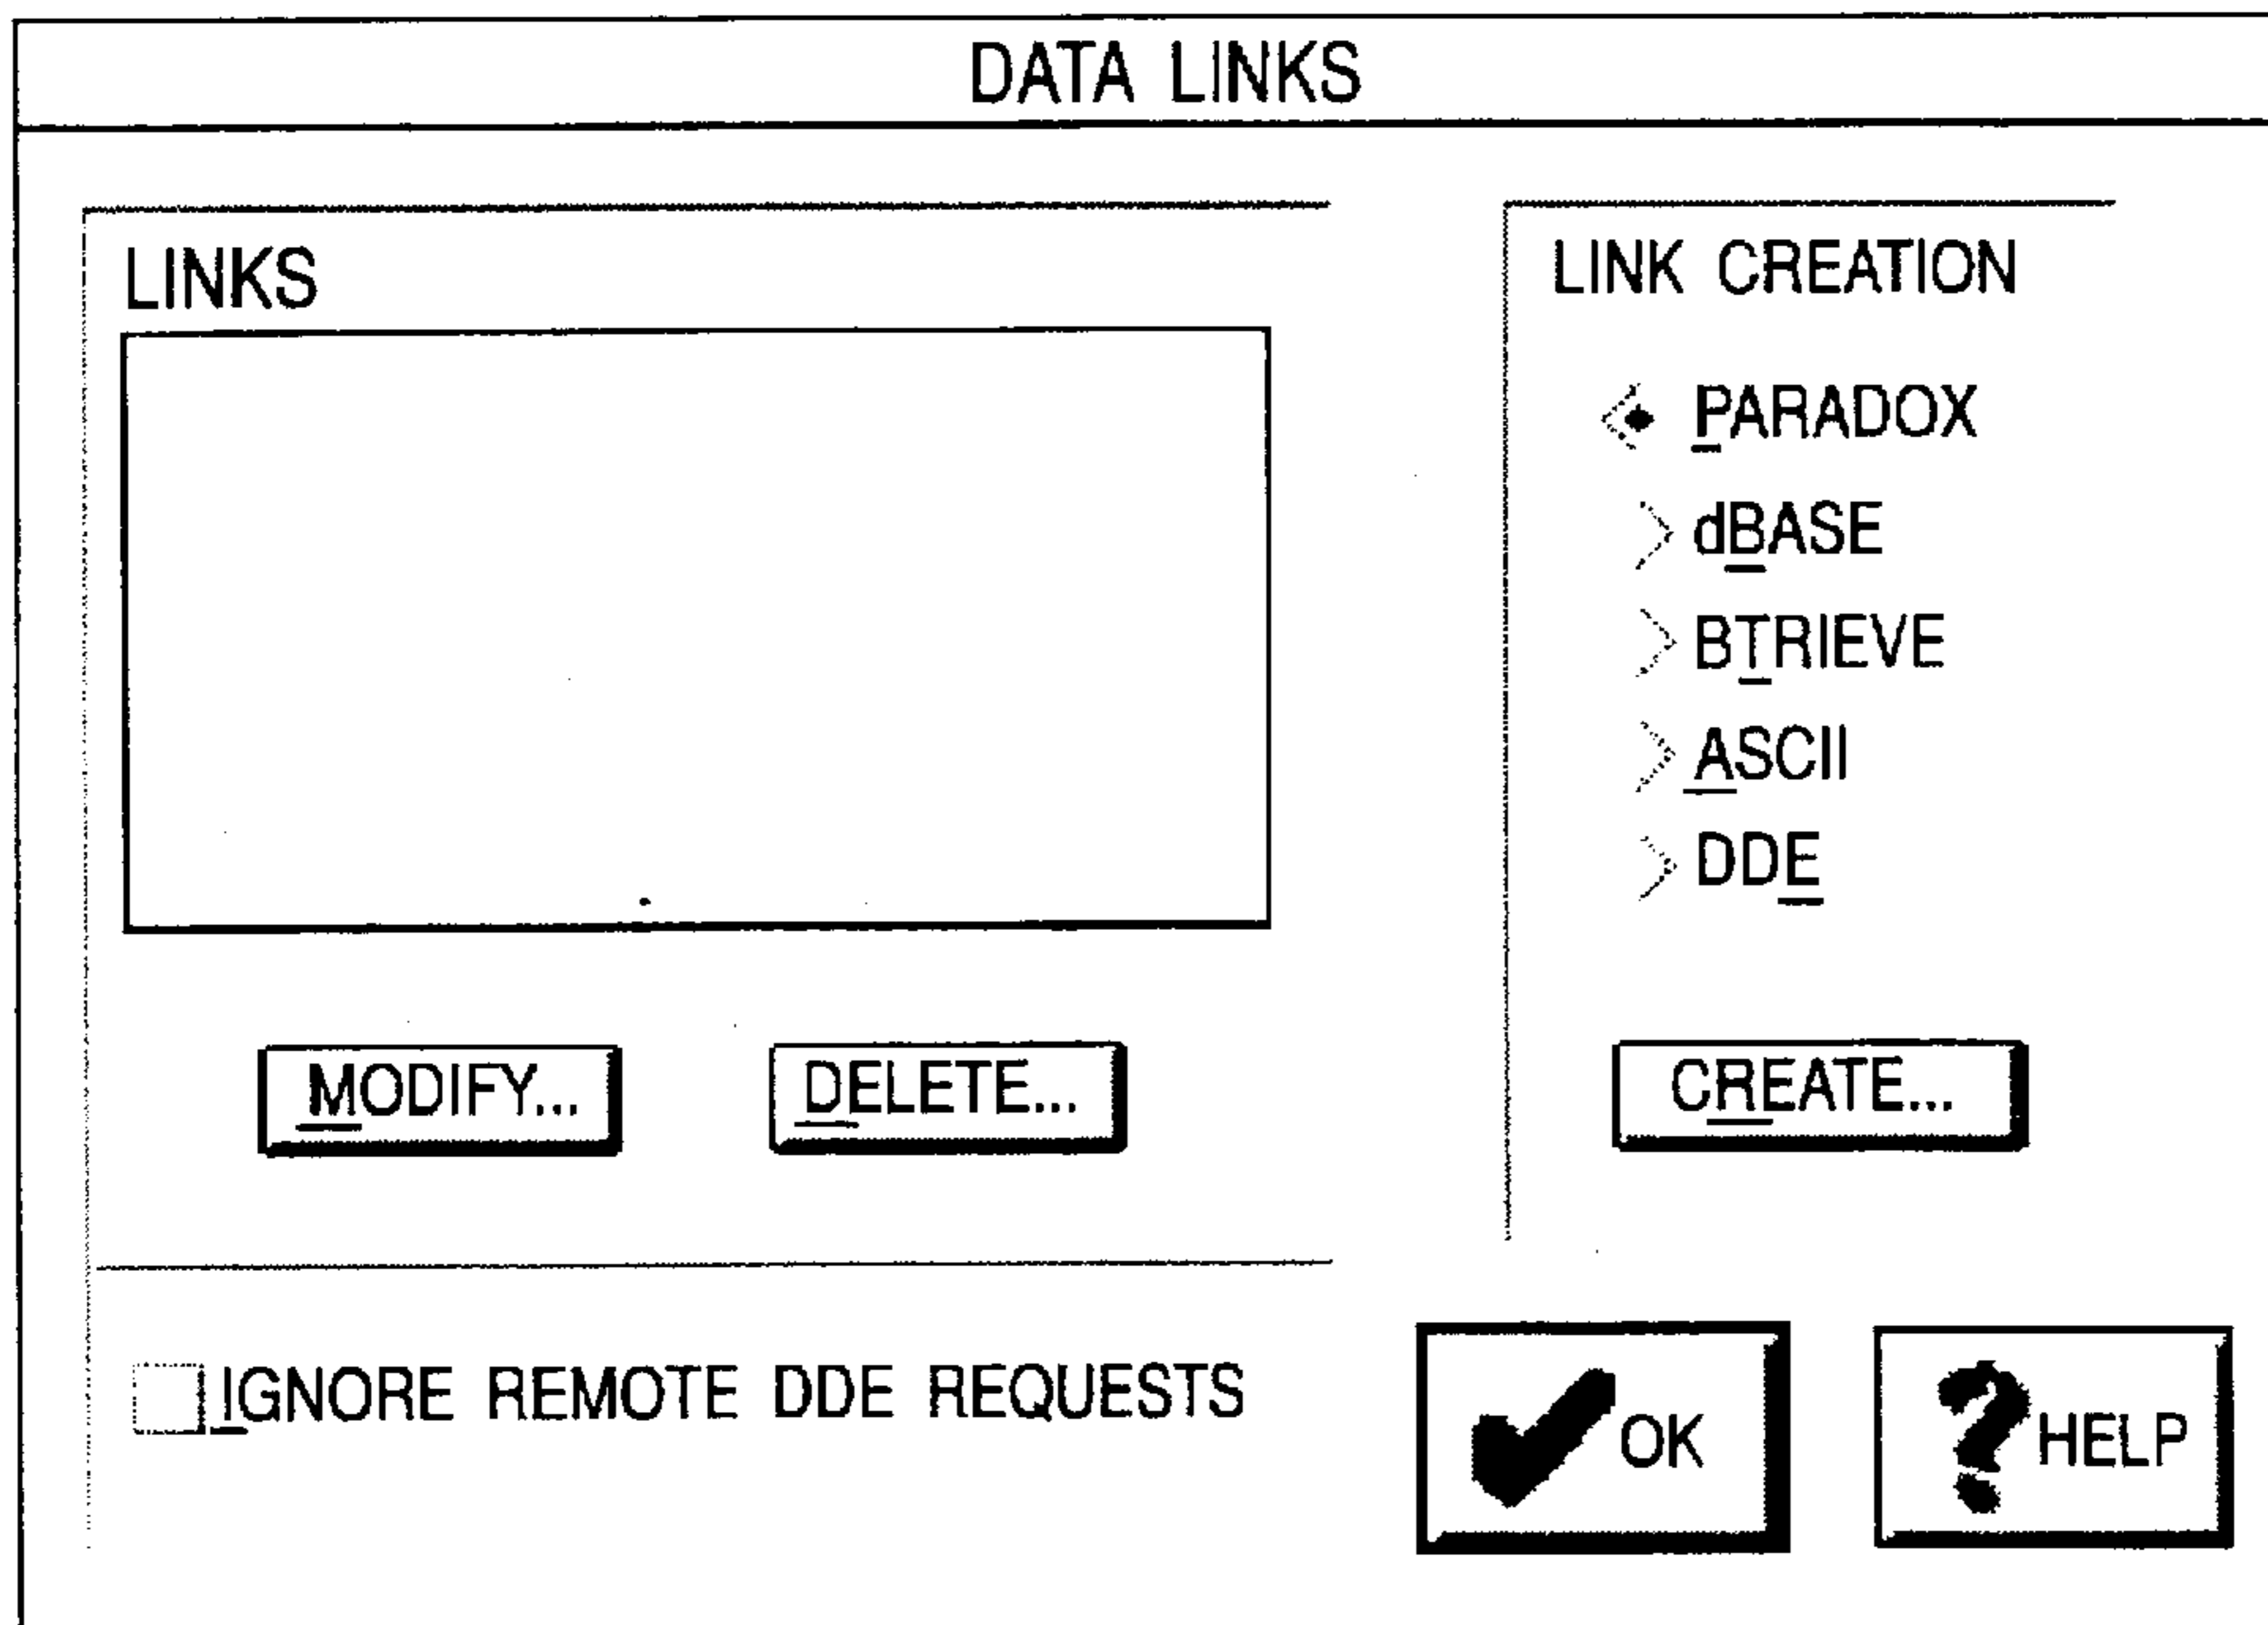 DATA LINKS
LINKS
MODIFY...
DELETE...
LINK CREATION
PARADOX
dBASE
BTRIEVE
ASCII
DDE
CREATE...
IGNORE REMOTE DDE REQUESTS
OK
HELP